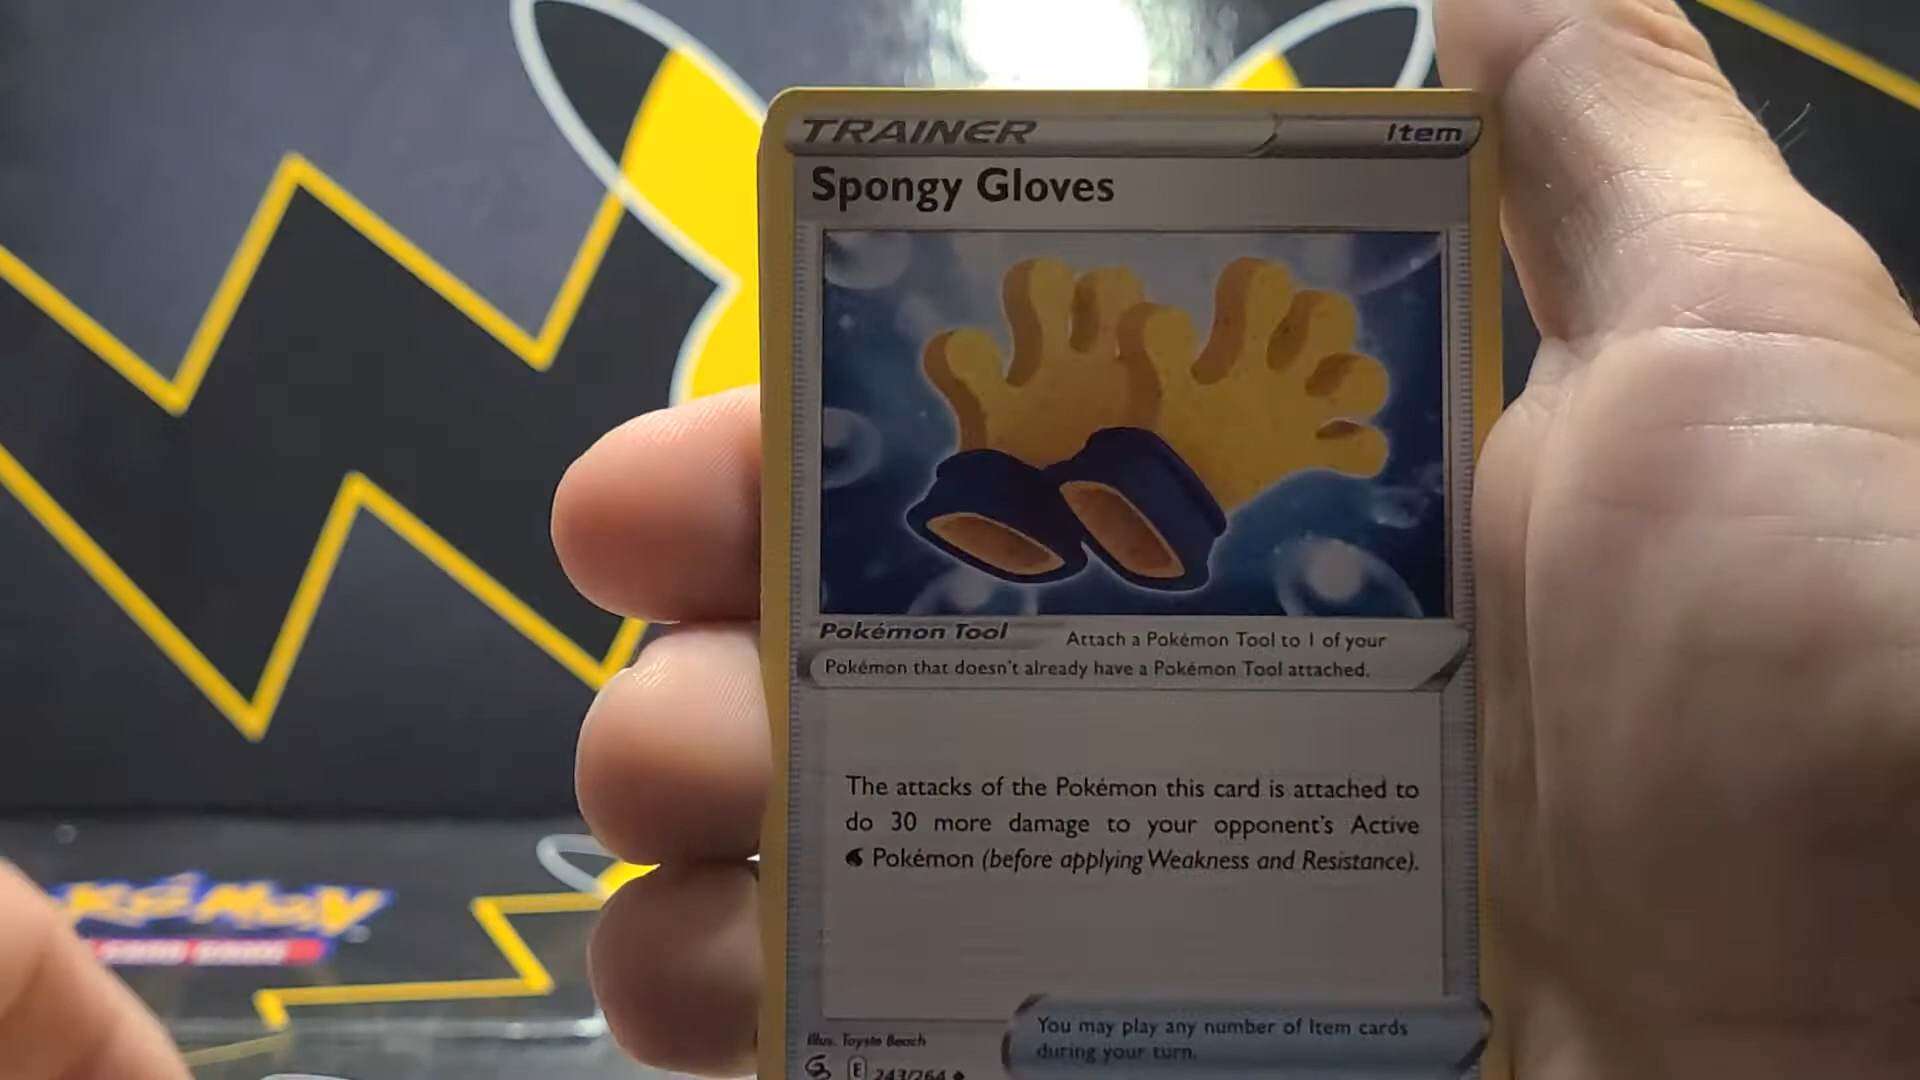 TRAINER Item
Spongy Gloves
Pokémon Tool Attach a Pokémon Tool to 1 of your
Pokémon that doesn't already have a Pokémon Tool attached.
The attacks of the Pokémon this card is attached to
do 30 more damage to your opponent's Active
Pokémon (before applying Weakness and Resistance).
You may play any number of Item cards
during your turn.
Illus. Toyste Beach
E 243/264
POKÉMON